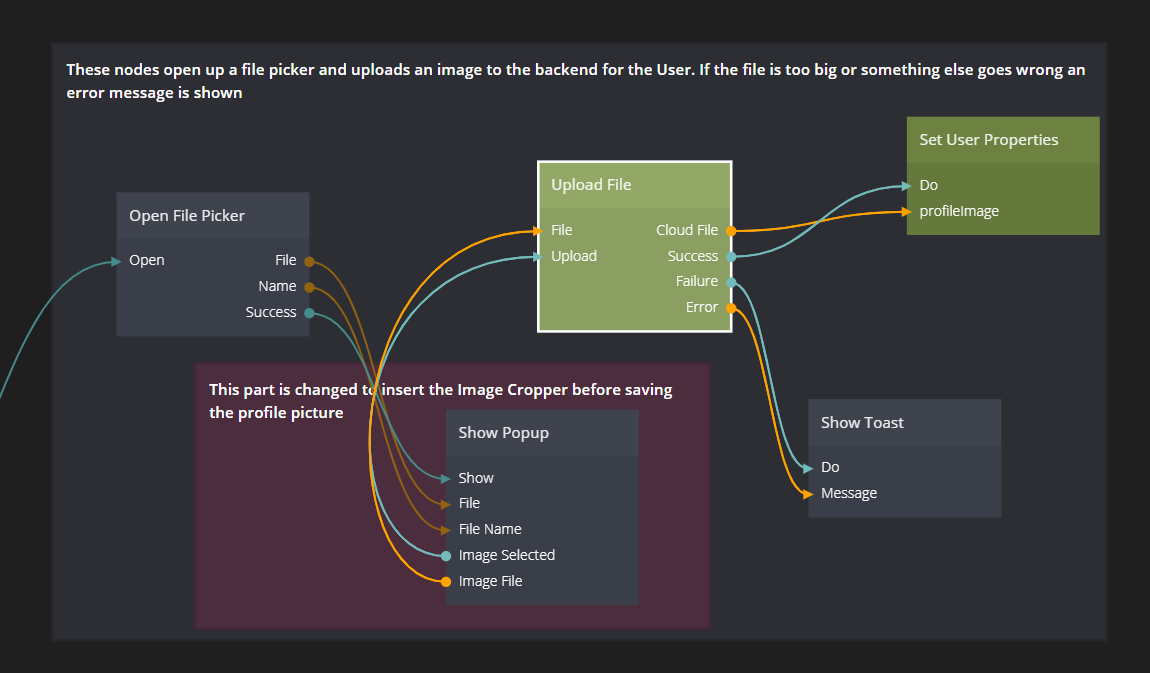 These nodes open up a file picker and uploads an image to the backend for the User. If the file is too big or something else goes wrong an
error message is shown
Set User Properties
Do
profileImage
Upload File
File
Cloud File
Upload
Success
Failure
Error
Open File Picker
Open
File
Name
Success
This part is changed to insert the Image Cropper before saving
the profile picture
Show Popup
Show
File
File Name
Image Selected
Image File
Show Toast
Do
Message